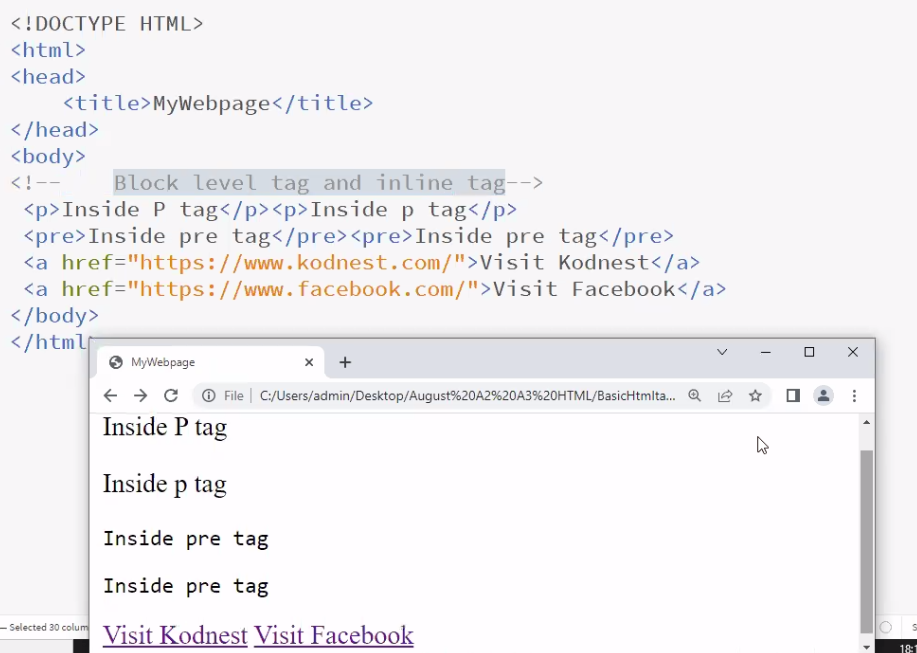 <!DOCTYPE HTML>
<html>
<head>
    <title>MyWebpage</title>
</head>
<body>
<!--    Block level tag and inline tag-->
 <p>Inside P tag</p><p>Inside p tag</p>
 <pre>Inside pre tag</pre><pre>Inside pre tag</pre>
 <a href="https://www.kodnest.com/">Visit Kodnest</a>
 <a href="https://www.facebook.com/">Visit Facebook</a>
</body>
</html
MyWebpage
File | C:/Users/admin/Desktop/August%20A2%20A3%20HTML/BasicHtmlta...
Inside P tag
Inside p tag
Inside pre tag
Inside pre tag
Visit Kodnest Visit Facebook
Selected 30 colum
18: